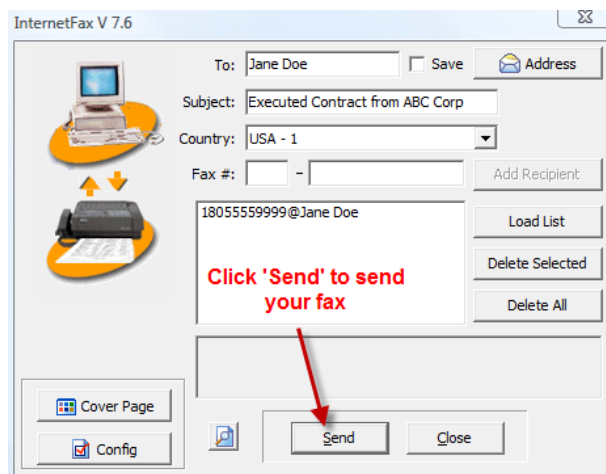 InternetFax V 7.6
To: Jane Doe Save Address
Subject: Executed Contract from ABC Corp
Country: USA - 1
Fax #: - Add Recipient
18055559999@Jane Doe
Load List
Delete Selected
Delete All
Click 'Send' to send
your fax
Cover Page
Config
Send Close